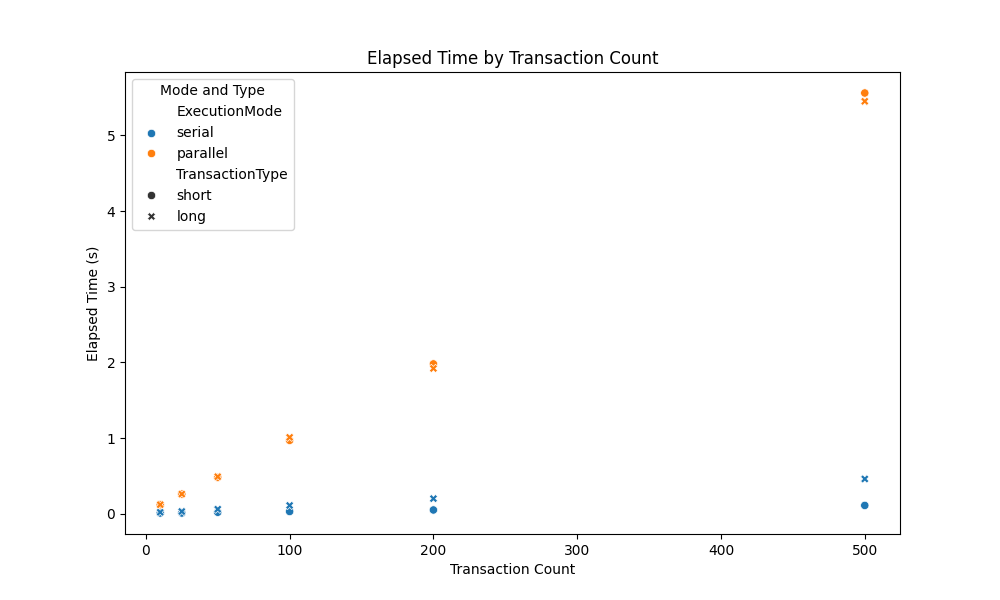 Elapsed Time by Transaction Count
Mode and Type
ExecutionMode
serial
parallel
TransactionType
short
long
Elapsed Time (s)
5
4
3
2
1
0
0 100 200 300 400 500
Transaction Count